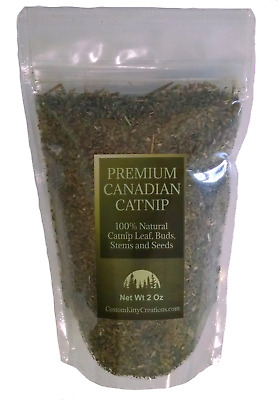 PREMIUM
CANADIAN
CATNIP
100% Natural
Catnip Leaf, Buds,
Stems and Seeds
Net Wt 2 Oz
CustomKittyCreations.com